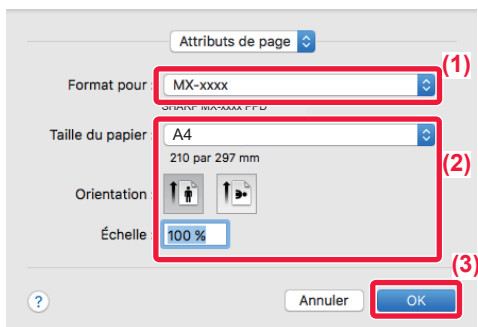 Attributs de page
(1)
Format pour : MX-xxxx
SHARP MX-xxxx PPD
Taille du papier : A4
210 par 297 mm
(2)
Orientation :
Échelle : 100 %
(3)
? Annuler OK